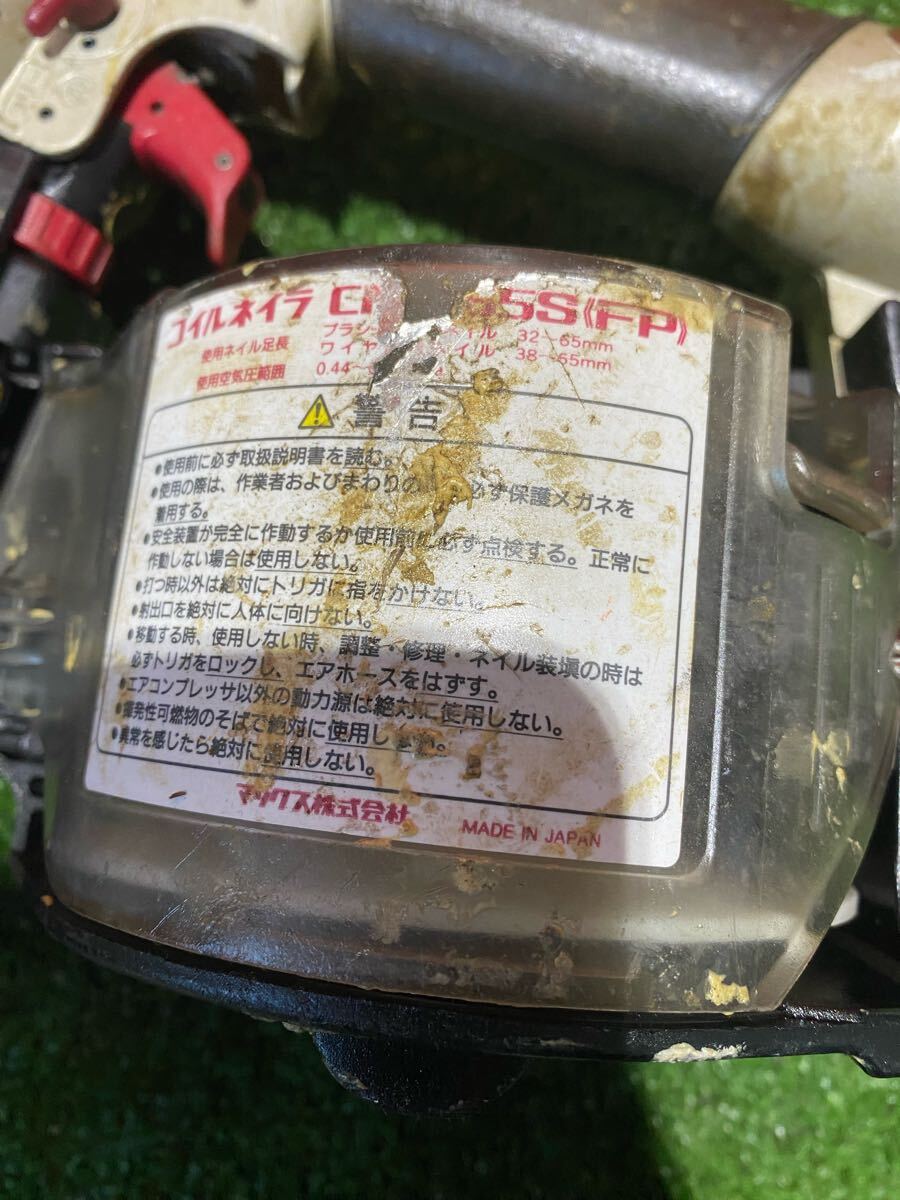 コイルネイラ C 5S《FP》
使用ネイル足長 プラシ イル 32～65mm
ワイヤ イル 38～65mm
使用空気圧範囲 0.44～
警告
●使用前に必ず取扱説明書を読む。
●使用の際は、作業者およびまわりの 必ず保護メガネを
着用する。
●安全装置が完全に作動するか使用前に必ず点検する。正常に
作動しない場合は使用しない。
●打つ時以外は絶対にトリガに指をかけない。
●射出口を絶対に人体に向けない。
●移動する時、使用しない時、調整・修理・ネイル装填の時は
必ずトリガをロックし、エアホースをはずす。
●エアコンプレッサ以外の動力源は絶対に使用しない。
●爆発性可燃物のそばで絶対に使用しない。
●異常を感じたら絶対に使用しない。
マックス株式会社 MADE IN JAPAN